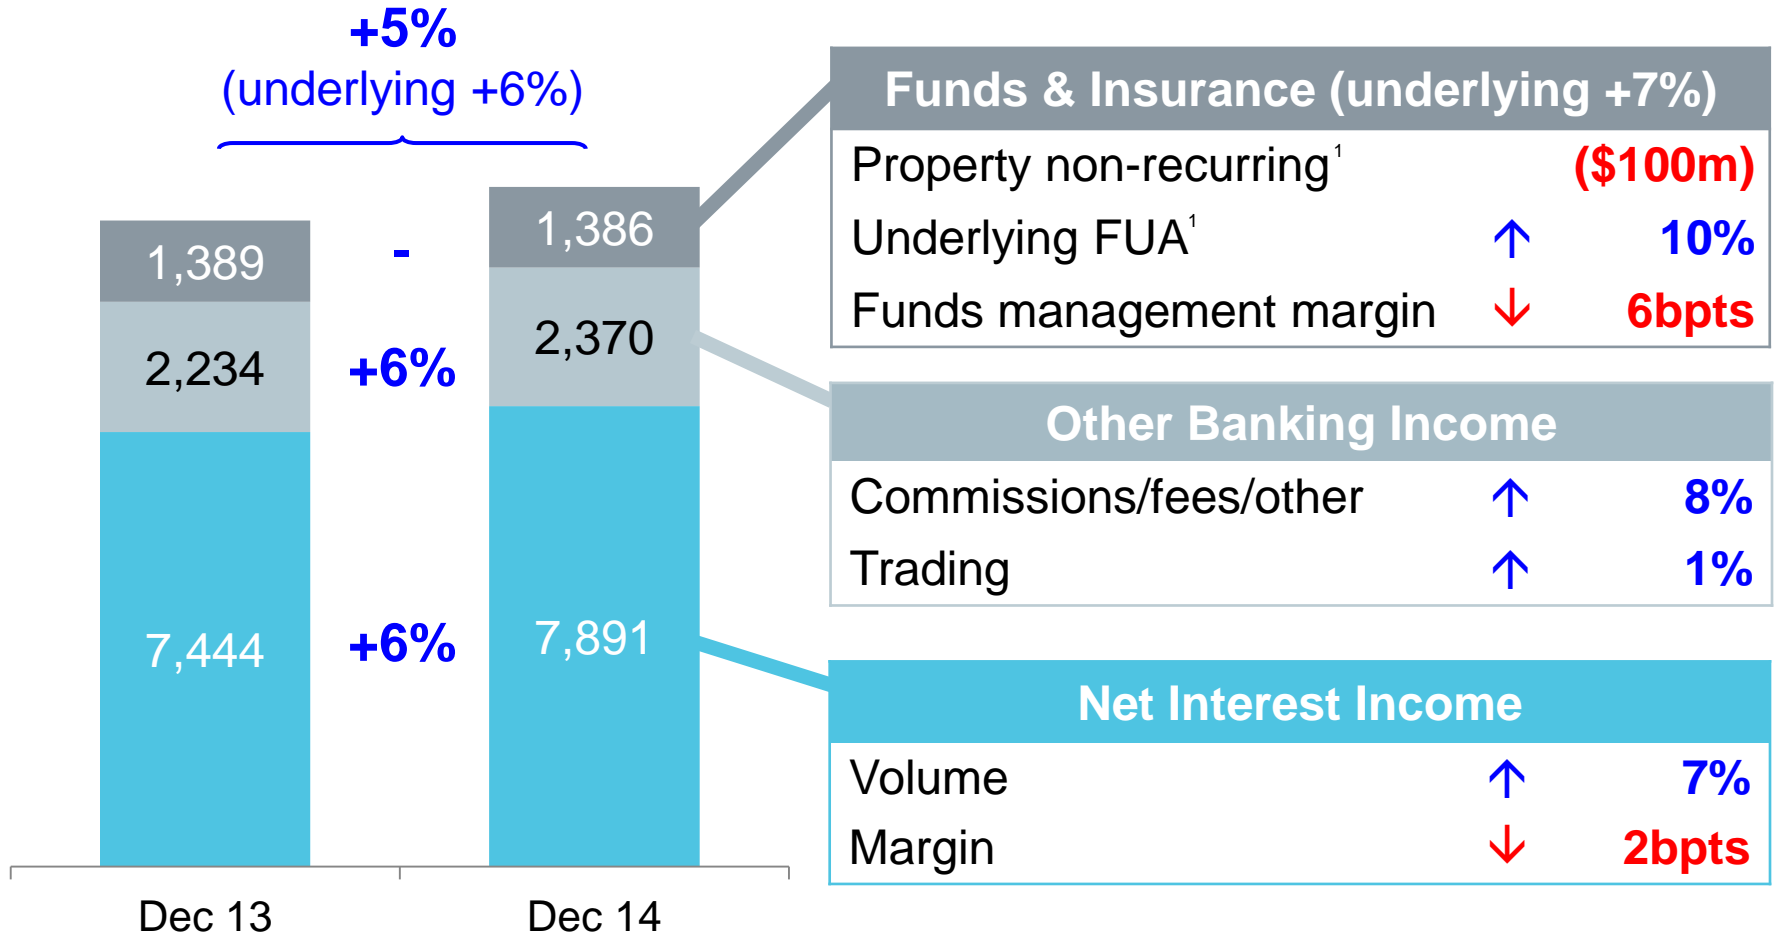 +5%
(underlying +6%)
1,389
-
1,386
2,234
+6%
2,370
7,444
+6%
7,891
Dec 13
Dec 14
Funds & Insurance (underlying +7%)
Property non-recurring¹ ($100m)
Underlying FUA¹ ↑ 10%
Funds management margin ↓ 6bpts
Other Banking Income
Commissions/fees/other ↑ 8%
Trading ↑ 1%
Net Interest Income
Volume ↑ 7%
Margin ↓ 2bpts